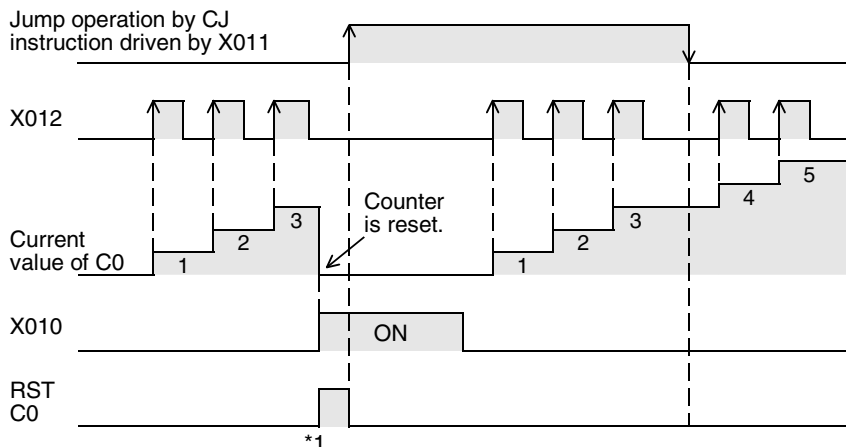 Jump operation by CJ
instruction driven by X011
X012
1
2
3
Counter
is reset.
1
2
3
4
5
Current
value of C0
X010
ON
RST
C0
*1